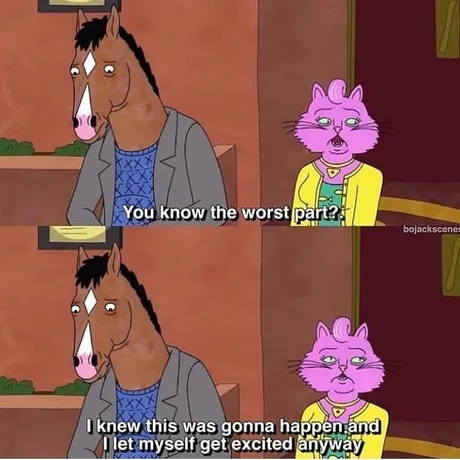 You know the worst part?
bojackscenes
I knew this was gonna happen and
I let myself get excited anyway